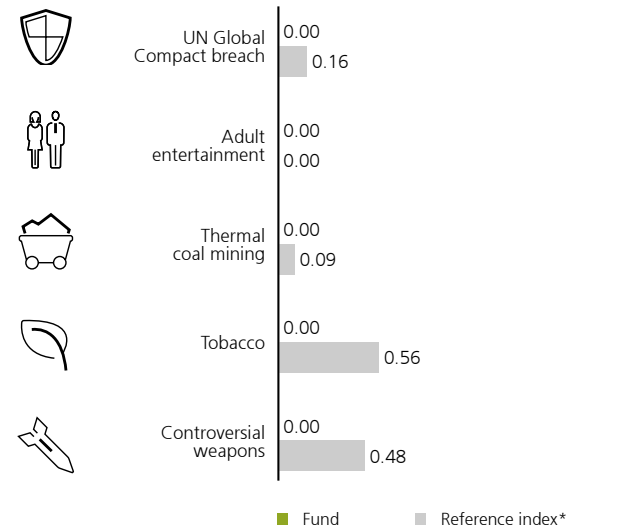 UN Global
Compact breach
0.00
0.16
Adult
entertainment
0.00
0.00
Thermal
coal mining
0.00
0.09
Tobacco
0.00
0.56
Controversial
weapons
0.00
0.48
Fund
Reference index*